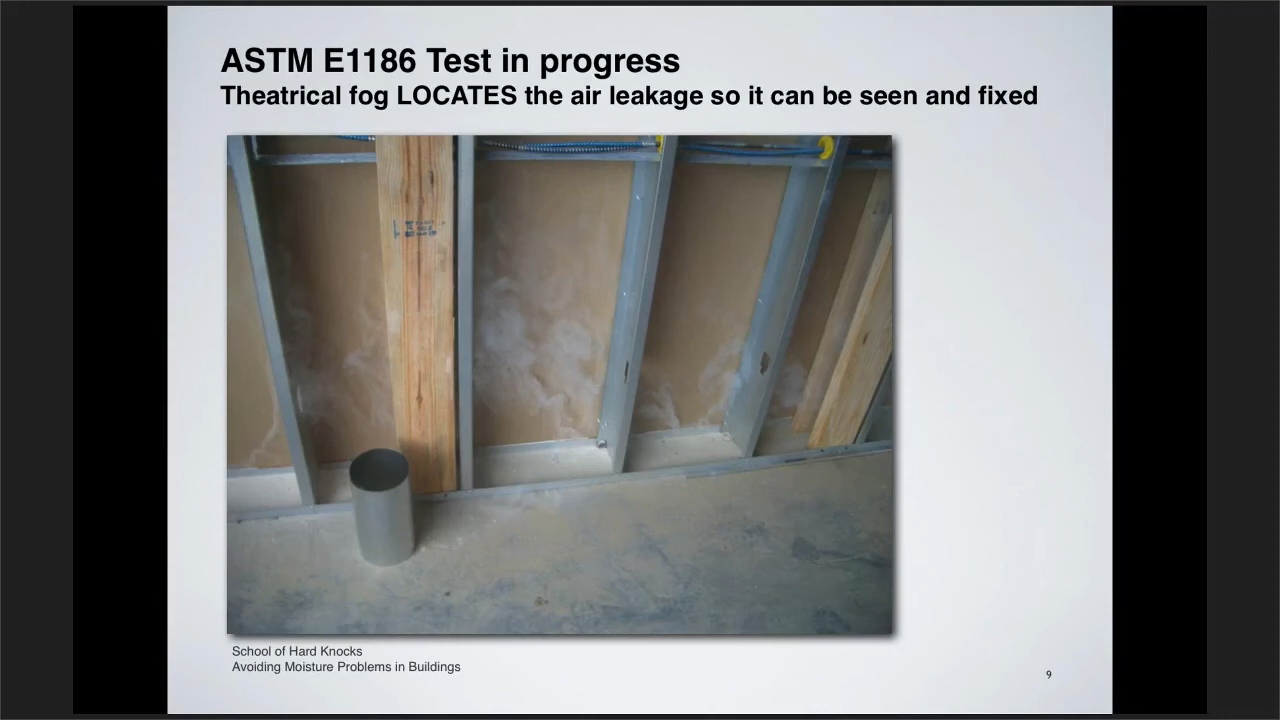 ASTM E1186 Test in progress
Theatrical fog LOCATES the air leakage so it can be seen and fixed
School of Hard Knocks
Avoiding Moisture Problems in Buildings
9